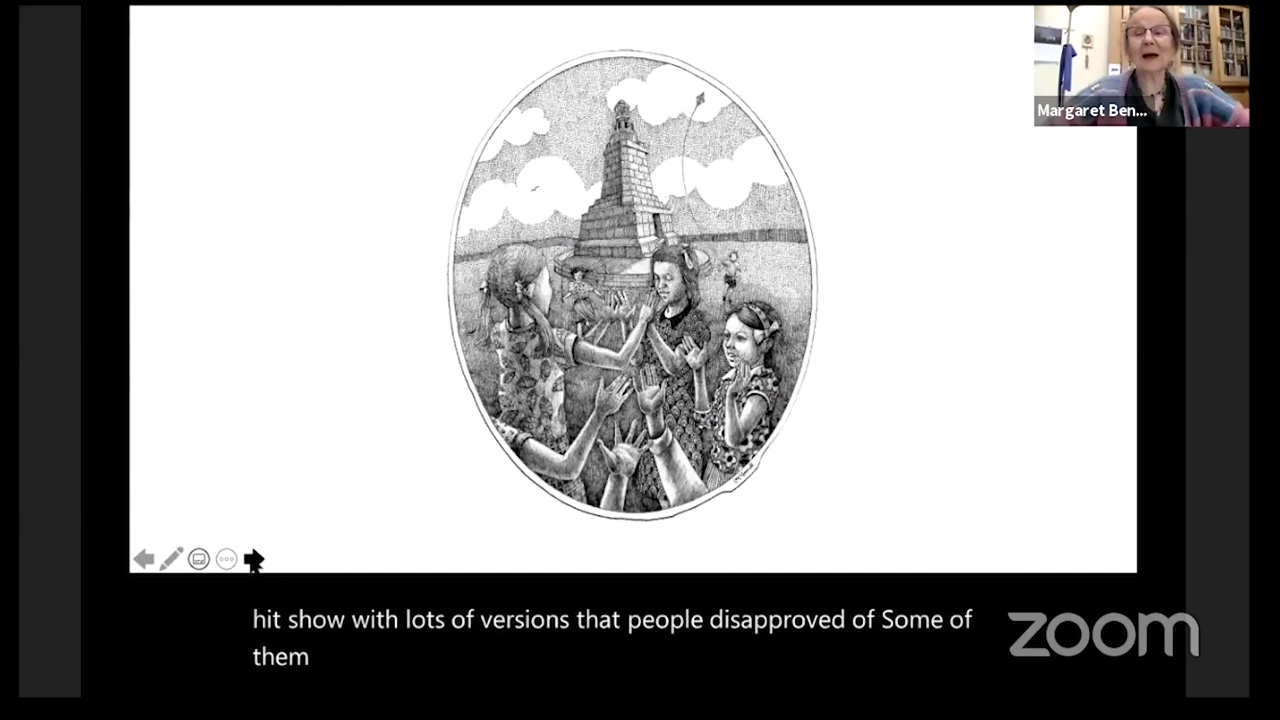 Margaret Ben...
hit show with lots of versions that people disapproved of Some of
them
zoom